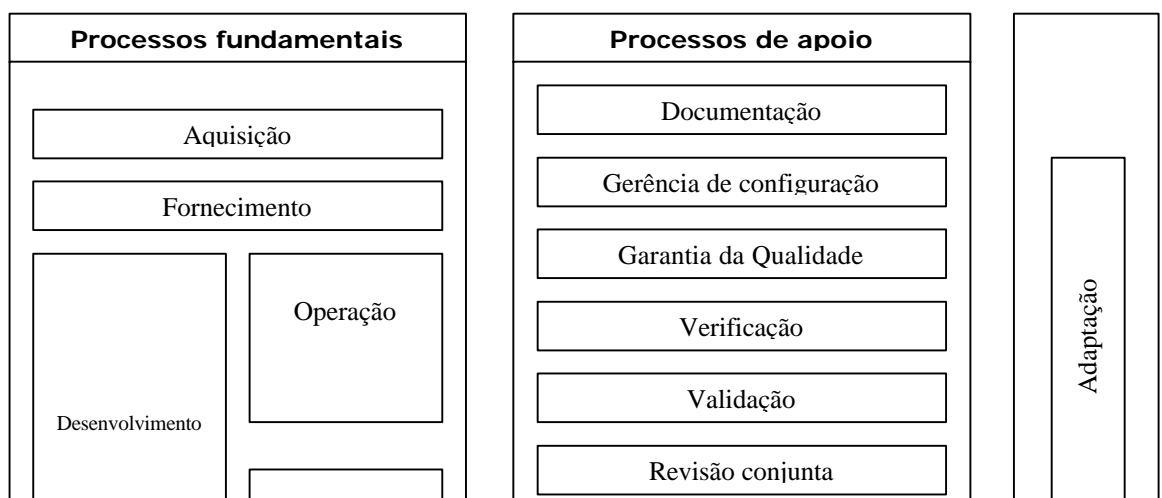 Processos fundamentais
Aquisição
Fornecimento
Desenvolvimento
Operação
Processos de apoio
Documentação
Gerência de configuração
Garantia da Qualidade
Verificação
Validação
Revisão conjunta
Adaptação